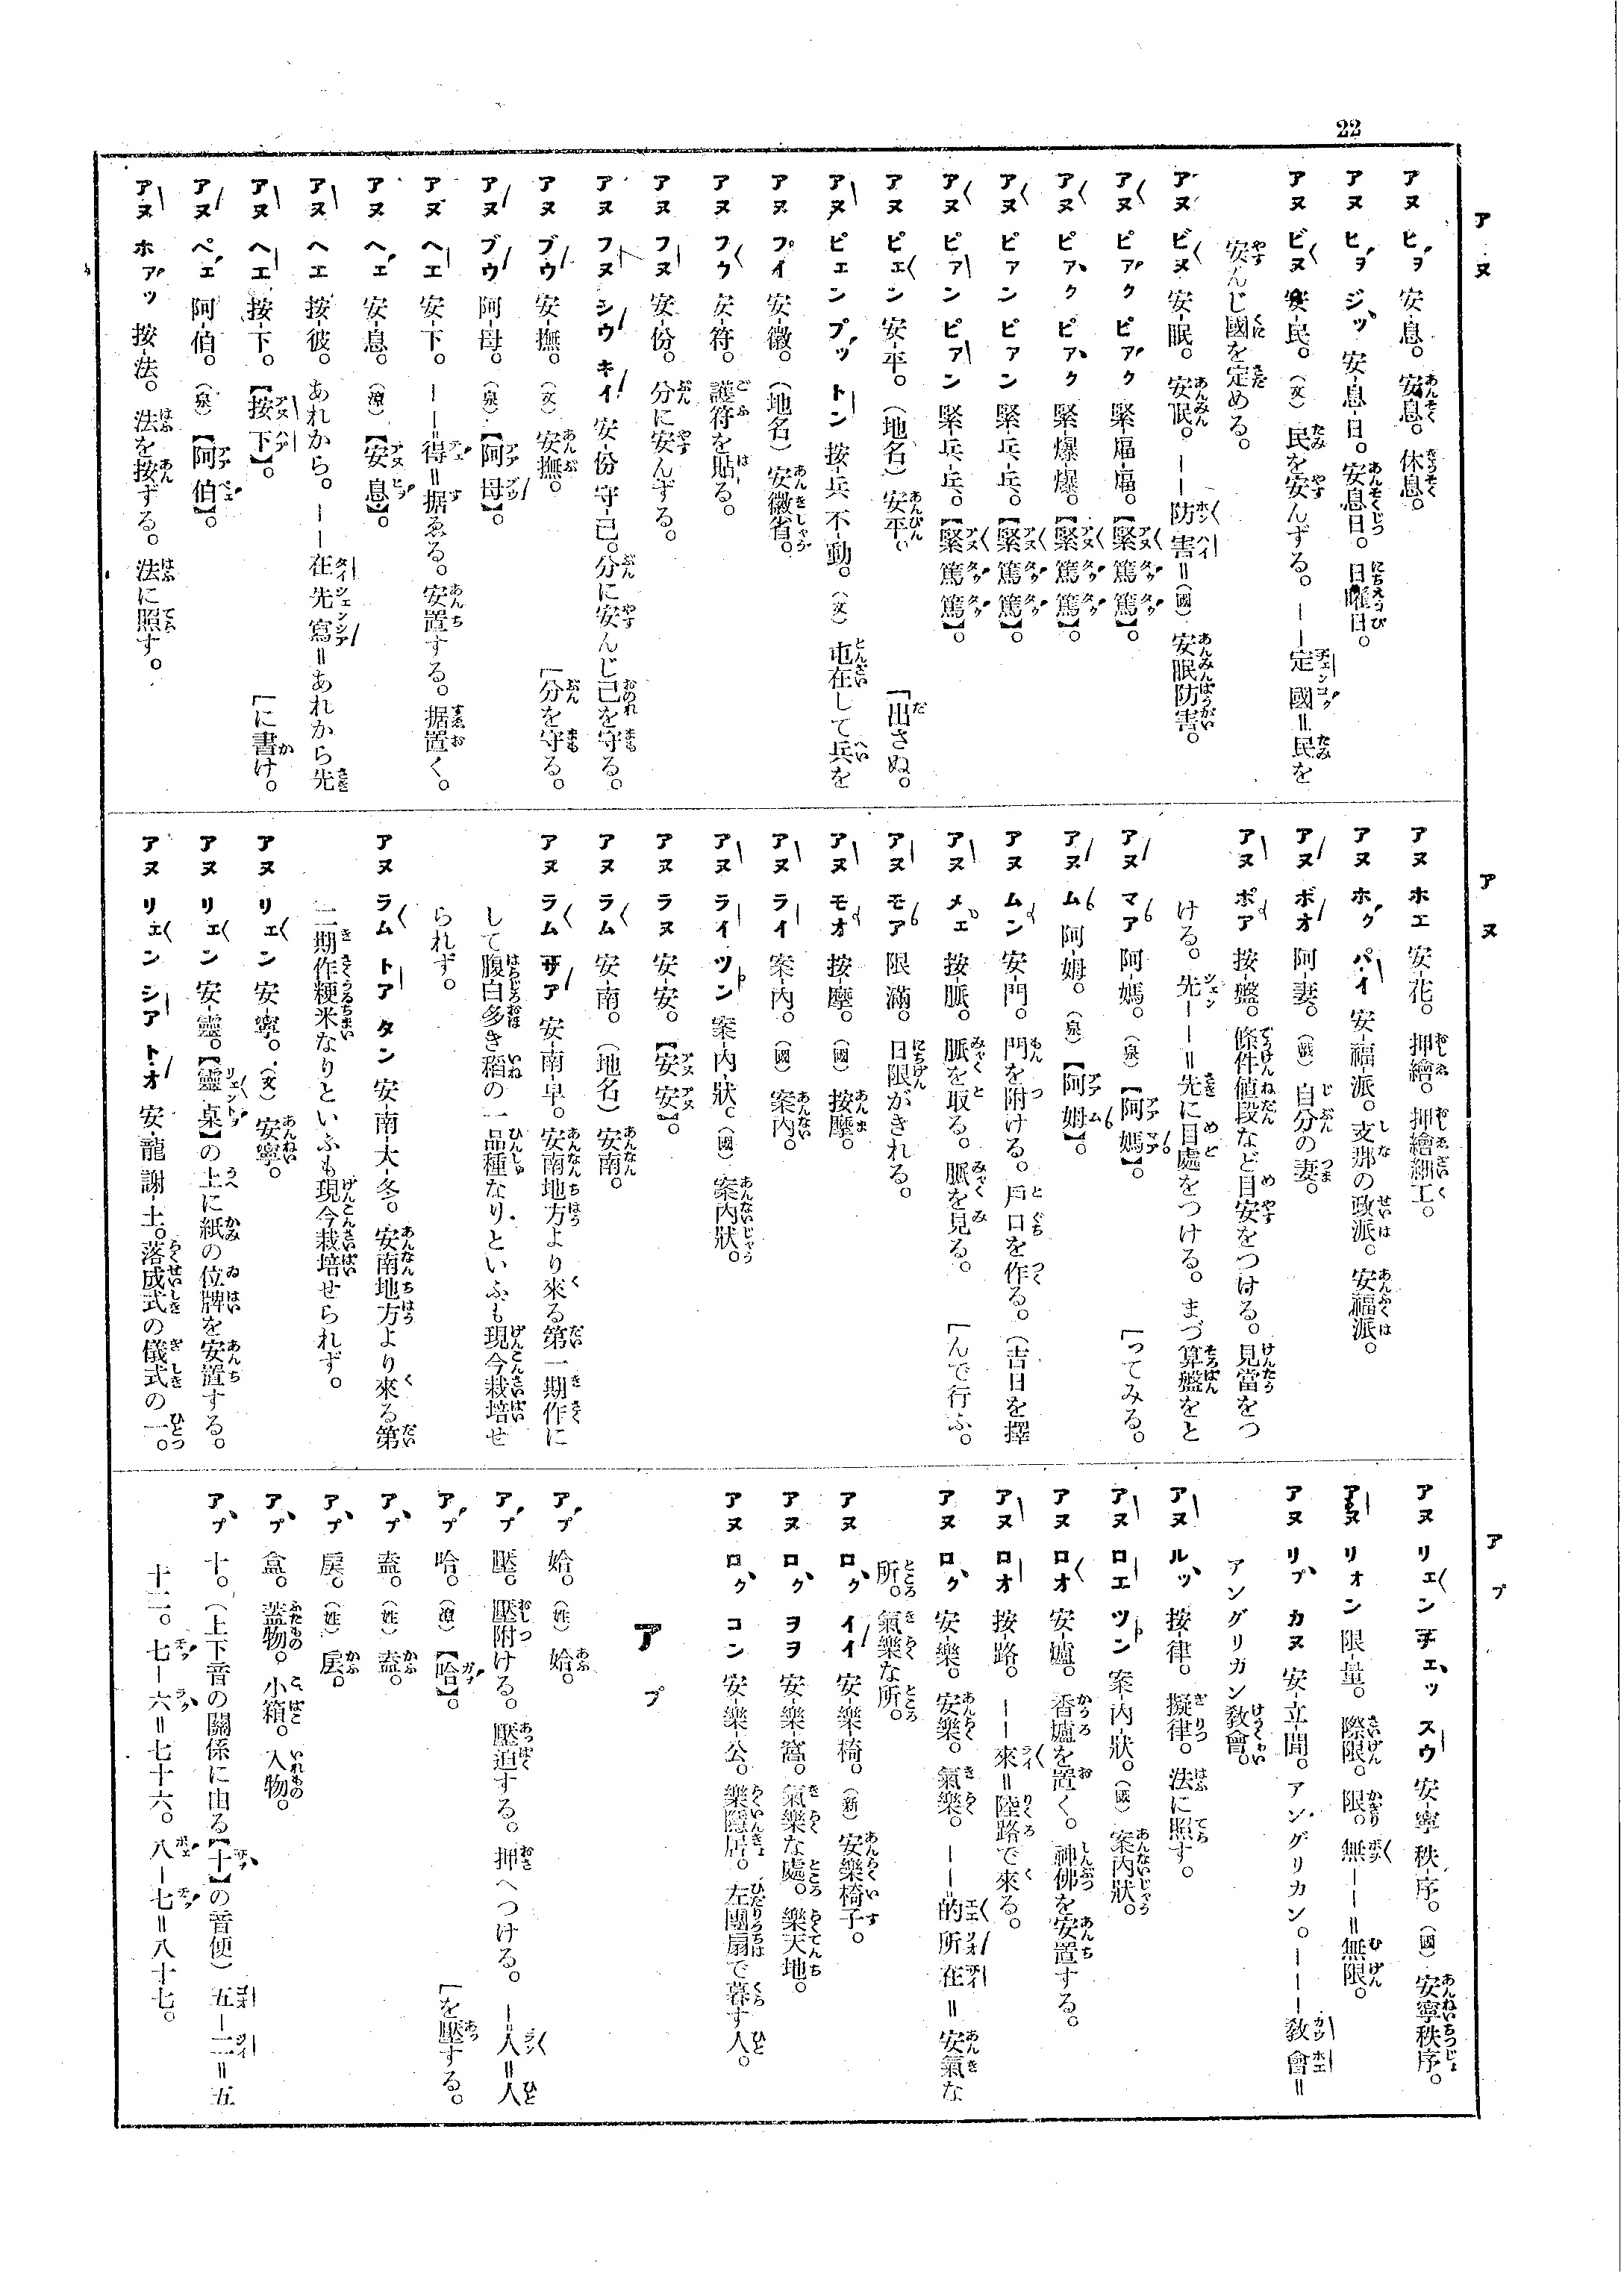 22
アヌ
アヌ ヒヲ 安-息。安息。休息。
アヌ ヒヲ ジッ 安-息-日。安息日。日曜日。
アヌ ビヌ 安-民。(文)民を安んずる。——定國=民を
安んじ國を定める。
アヌ ビヌ 安-眠。安眠。——防害=(國)安眠防害。
アヌ ピァク ピァク 緊-煏-煏。【緊篤篤】。
アヌ ピァク ピァク 緊-爆-爆。【緊篤篤】。
アヌ ピァン ピァン 緊-乒-乓。【緊篤篤】。
アヌ ピァン ピァン 緊-乒-乓。【緊篤篤】。
アヌ ピェン 安-平。(地名)安平。
アヌ ピェン プッ トン 按-兵 不-動。(文)屯在して兵を
[出さぬ。
アヌ プイ 安-徽。(地名)安徽省。
アヌ フウ 安-符。護符を貼る。
アヌ フヌ 安-份。分に安んずる。
アヌ フヌ シウ キイ 安-份 守-己。分に安んじ己を守る。
アヌ ブウ 安-撫。(文)安撫。
[分を守る。
アヌ ブウ 阿-母。(泉)【阿母】。
アヌ ヘエ 安-下。——得=据ゑる。安置する。据置く。
アヌ ヘェ 安-息。(漳)【安息】。
アヌ ヘエ 按-彼。あれから。——在先寫=あれから先
アヌ ヘエ 按-下。【按下】。
[に書け。
アヌ ペェ 阿-伯。(泉)【阿伯】。
アヌ ホアッ 按-法。法を按ずる。法に照す。
アヌ
アヌ ホエ 安-花。押繪。押繪細工。
アヌ ホク パイ 安-福-派。支那の政派。安福派。
アヌ ボオ 阿-妻。(戲)自分の妻。
アヌ ポア 按-盤。條件値段など目安をつける。見當をつ
ける。先——=先に目處をつける。まづ算盤をと
[ってみる。
アヌ マア 阿-媽。(泉)【阿媽】。
アヌ ム 阿-姆。(泉)【阿姆】。
アヌ ムン 安-門。門を附ける。戶口を作る。(吉日を擇
[んで行ふ。
アヌ メェ 按-脈。脈を取る。脈を見る。
アヌ モア 限-滿。日限がきれる。
アヌ モオ 按-摩。(國)按摩。
アヌ ライ 案-內。(國)案內。
アヌ ライ ツン 案-內-狀。(國)案內狀。
アヌ ラヌ 安-安。【安安】。
アヌ ラム 安-南。(地名)安南。
アヌ ラム サア 安-南-早。安南地方より來る第一期作に
して腹白多き稻の一品種なりといふも現今栽培せ
られず。
アヌ ラム トア タン 安-南-大-冬。安南地方より來る第
二期作粳米なりといふも現今栽培せられず。
アヌ リェン 安-寧。(文)安寧。
アヌ リェン 安-靈。【靈桌】の上に紙の位牌を安置する。
アヌ リェン シア ト・オ 安-龍 謝-土。落成式の儀式の一。
アプ
アヌ リェン チェッ スウ 安-寧 秩-序。(國)安寧秩序。
アヌ リオン 限-量。際限。限。無——=無限。
アヌ リプ カヌ 安-立-間。アングリカン。———敎會=
アングリガン敎會。
アヌ ルッ 按-律。擬律。法に照す。
アヌ ロエ ツン 案-內-狀。(國)案內狀。
アヌ ロオ 安-爐。香爐を置く。神佛を安置する。
アヌ ロオ 按-路。——來=陸路で來る。
アヌ ロク 安-樂。安樂。氣樂。——的所在=安氣な
所。氣樂な所。
アヌ ロク イイ 安-樂-椅。(新)安樂椅子。
アヌ ロク ヲヲ 安-樂-窩。氣樂な處。樂天地。
アヌ ロク コン 安-樂-公。樂隱居。左團扇で暮す人。
アプ
アプ 姶。(姓)姶。
アプ 壓。壓附ける。壓迫する。押へつける。—人=人
[を壓する。
アプ 哈。(漳)【哈】。
アプ 盍。(姓)盍。
アプ 㞍。(姓)㞍。
アプ 盒。蓋物。小箱。入物。
アプ 十。(上下音の關係に由る【十】の音便)五—二=五
十二。七—六=七十六。八—七=八十七。